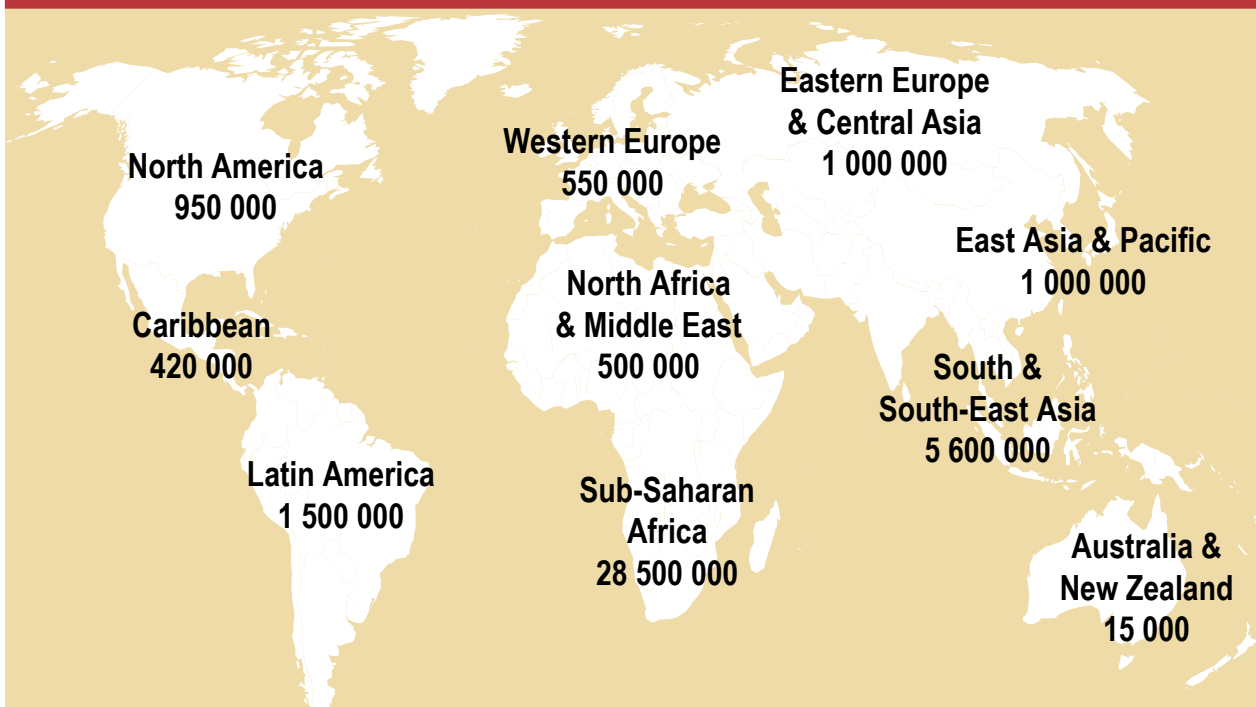 Eastern Europe
& Central Asia
1 000 000
Western Europe
550 000
North America
950 000
East Asia & Pacific
1 000 000
North Africa
& Middle East
500 000
Caribbean
420 000
South &
South-East Asia
5 600 000
Latin America
1 500 000
Sub-Saharan
Africa
28 500 000
Australia &
New Zealand
15 000